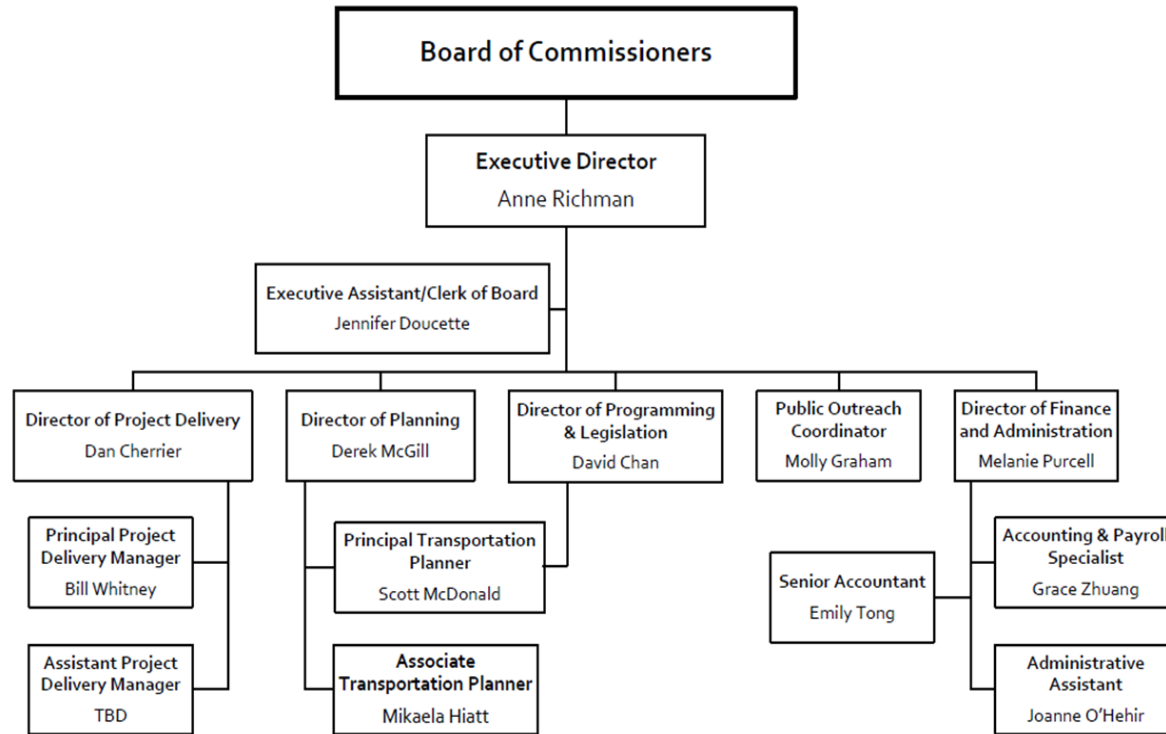 Board of Commissioners
Executive Director
Anne Richman
Executive Assistant/Clerk of Board
Jennifer Doucette
Director of Project Delivery
Dan Cherrier
Director of Planning
Derek McGill
Director of Programming
& Legislation
David Chan
Public Outreach
Coordinator
Molly Graham
Director of Finance
and Administration
Melanie Purcell
Principal Project
Delivery Manager
Bill Whitney
Assistant Project
Delivery Manager
TBD
Principal Transportation
Planner
Scott McDonald
Associate
Transportation Planner
Mikaela Hiatt
Senior Accountant
Emily Tong
Accounting & Payroll
Specialist
Grace Zhuang
Administrative
Assistant
Joanne O’Hehir